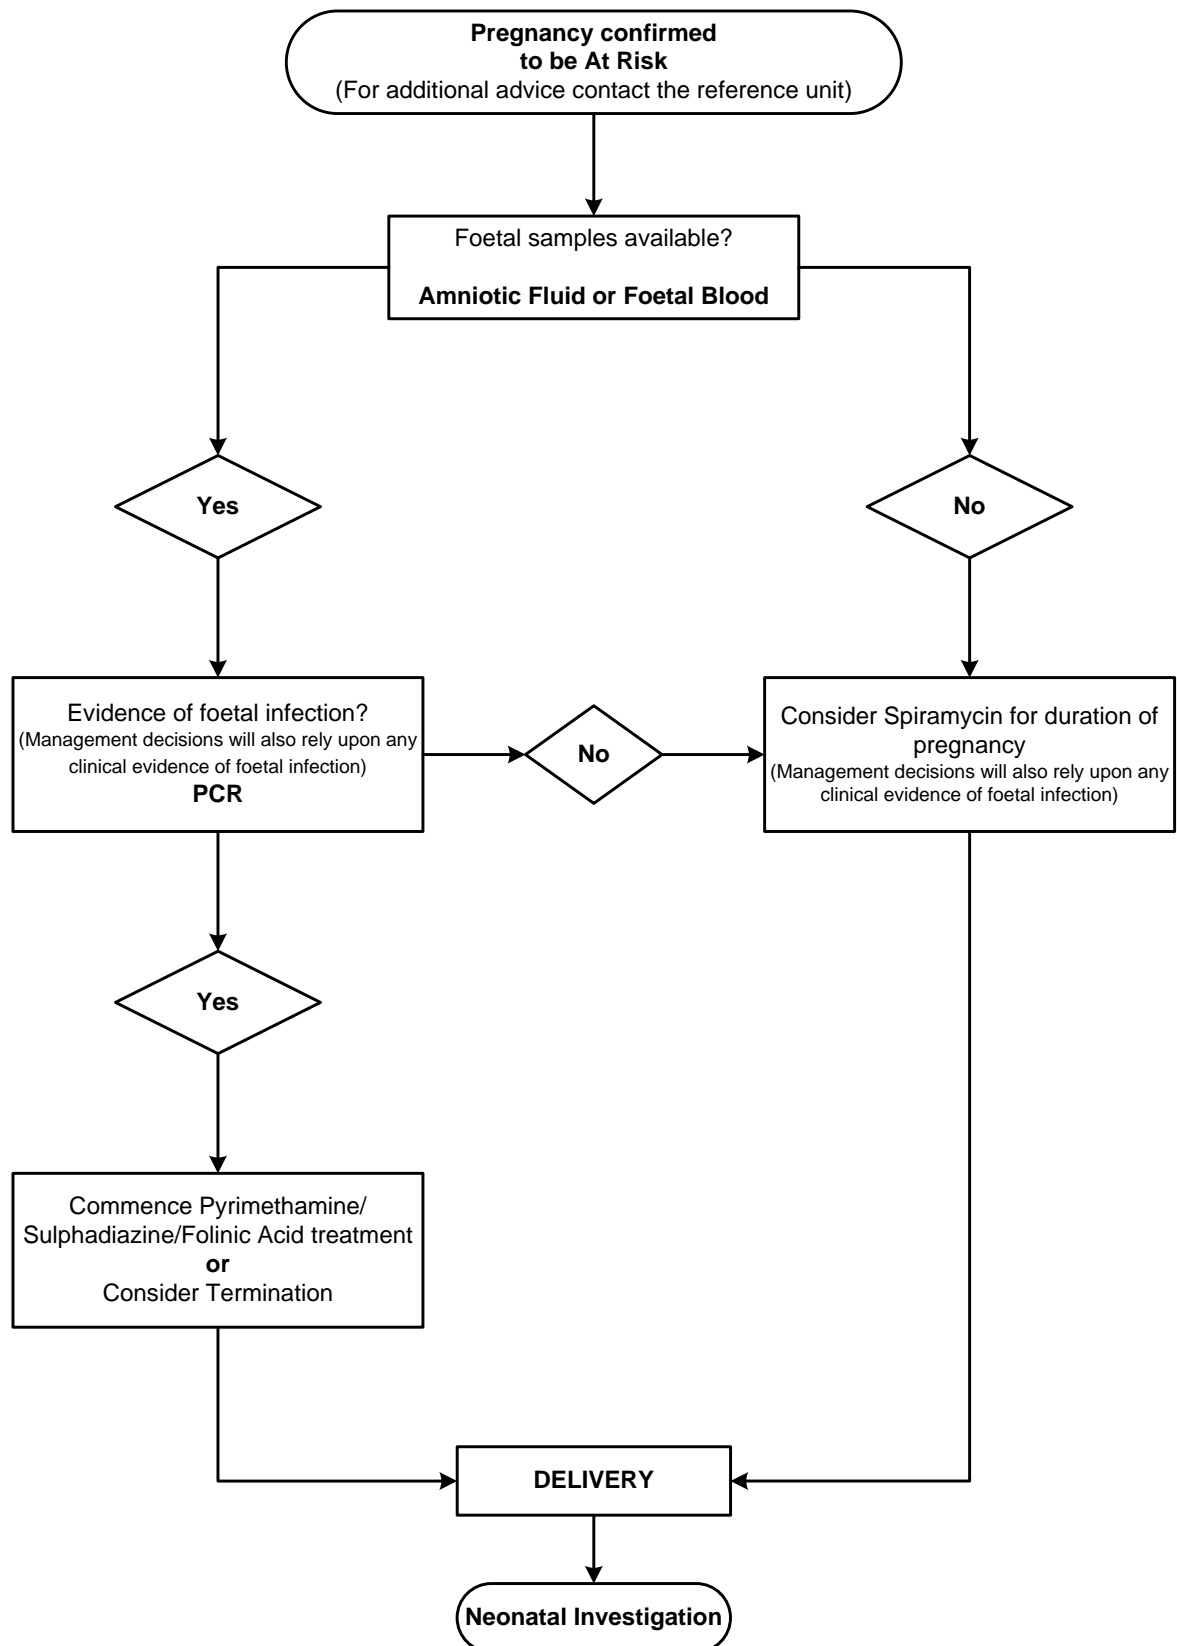 Pregnancy confirmed
to be At Risk
(For additional advice contact the reference unit)
Foetal samples available?
Amniotic Fluid or Foetal Blood
Yes
No
Evidence of foetal infection?
(Management decisions will also rely upon any
clinical evidence of foetal infection)
PCR
No
Consider Spiramycin for duration of
pregnancy
(Management decisions will also rely upon any
clinical evidence of foetal infection)
Yes
Commence Pyrimethamine/
Sulphadiazine/Folinic Acid treatment
or
Consider Termination
DELIVERY
Neonatal Investigation